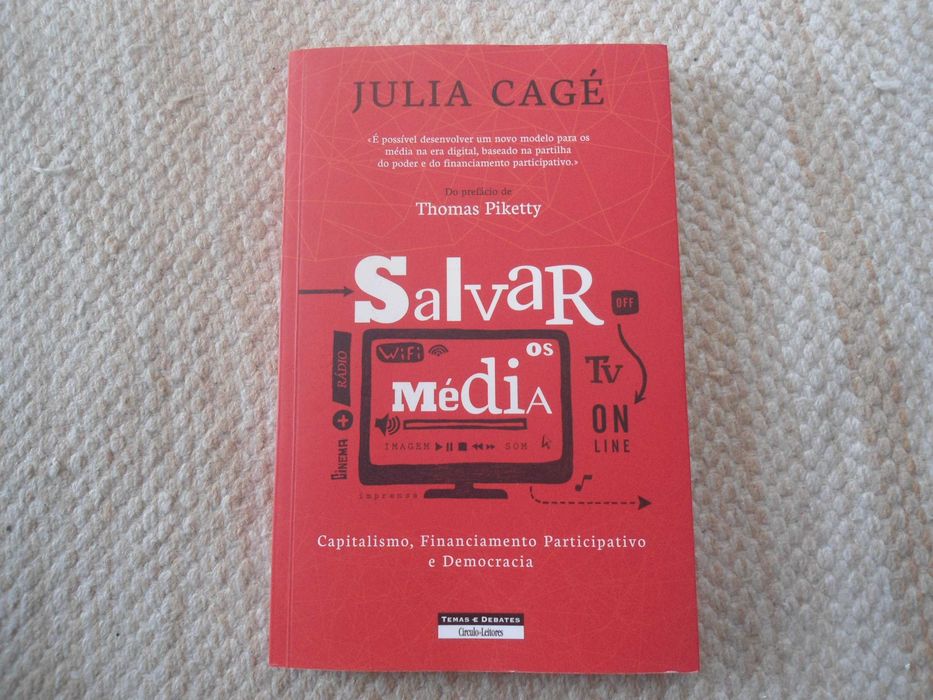 JULIA CAGÉ
«É possível desenvolver um novo modelo para os
média na era digital, baseado na partilha
do poder e do financiamento participativo.»
Do prefácio de
Thomas Piketty
SalvaR
OFF
os
WiFi
RÁDIO
MédiA
TV
ON
LINE
CINEMA
IMAGEM
SOM
imprensa
Capitalismo, Financiamento Participativo
e Democracia
TEMAS E DEBATES
Círculo de Leitores